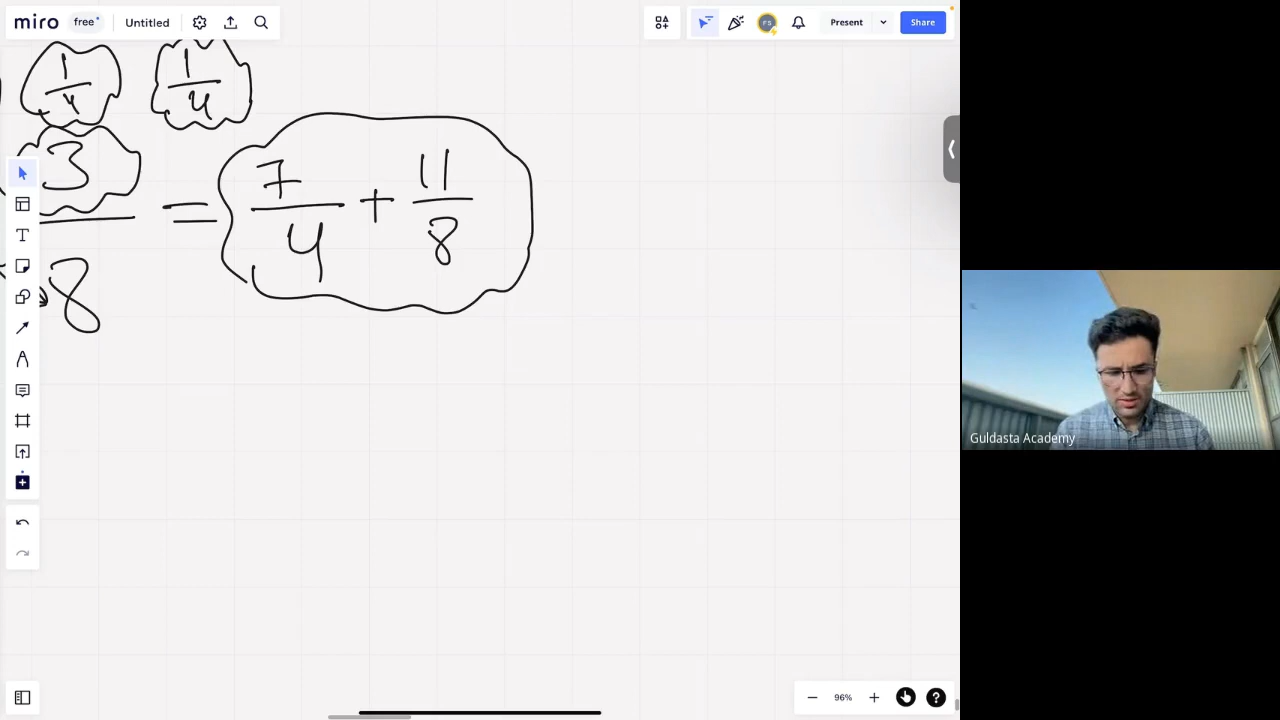 miro free Untitled Present Share
1/4 1/4
3/8 = 7/4 + 11/8
Guldasta Academy
96%